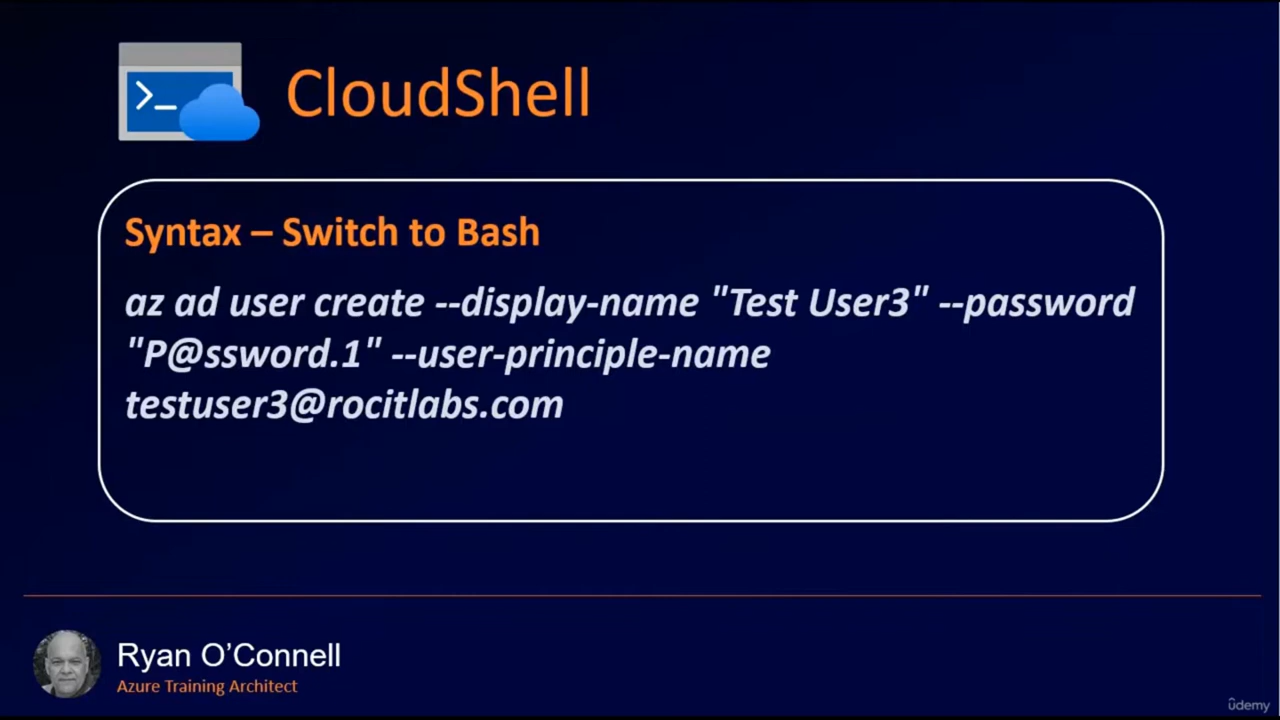 >_
CloudShell
Syntax – Switch to Bash
az ad user create --display-name "Test User3" --password
"P@ssword.1" --user-principle-name
testuser3@rocitlabs.com
Ryan O’Connell
Azure Training Architect
ûdemy